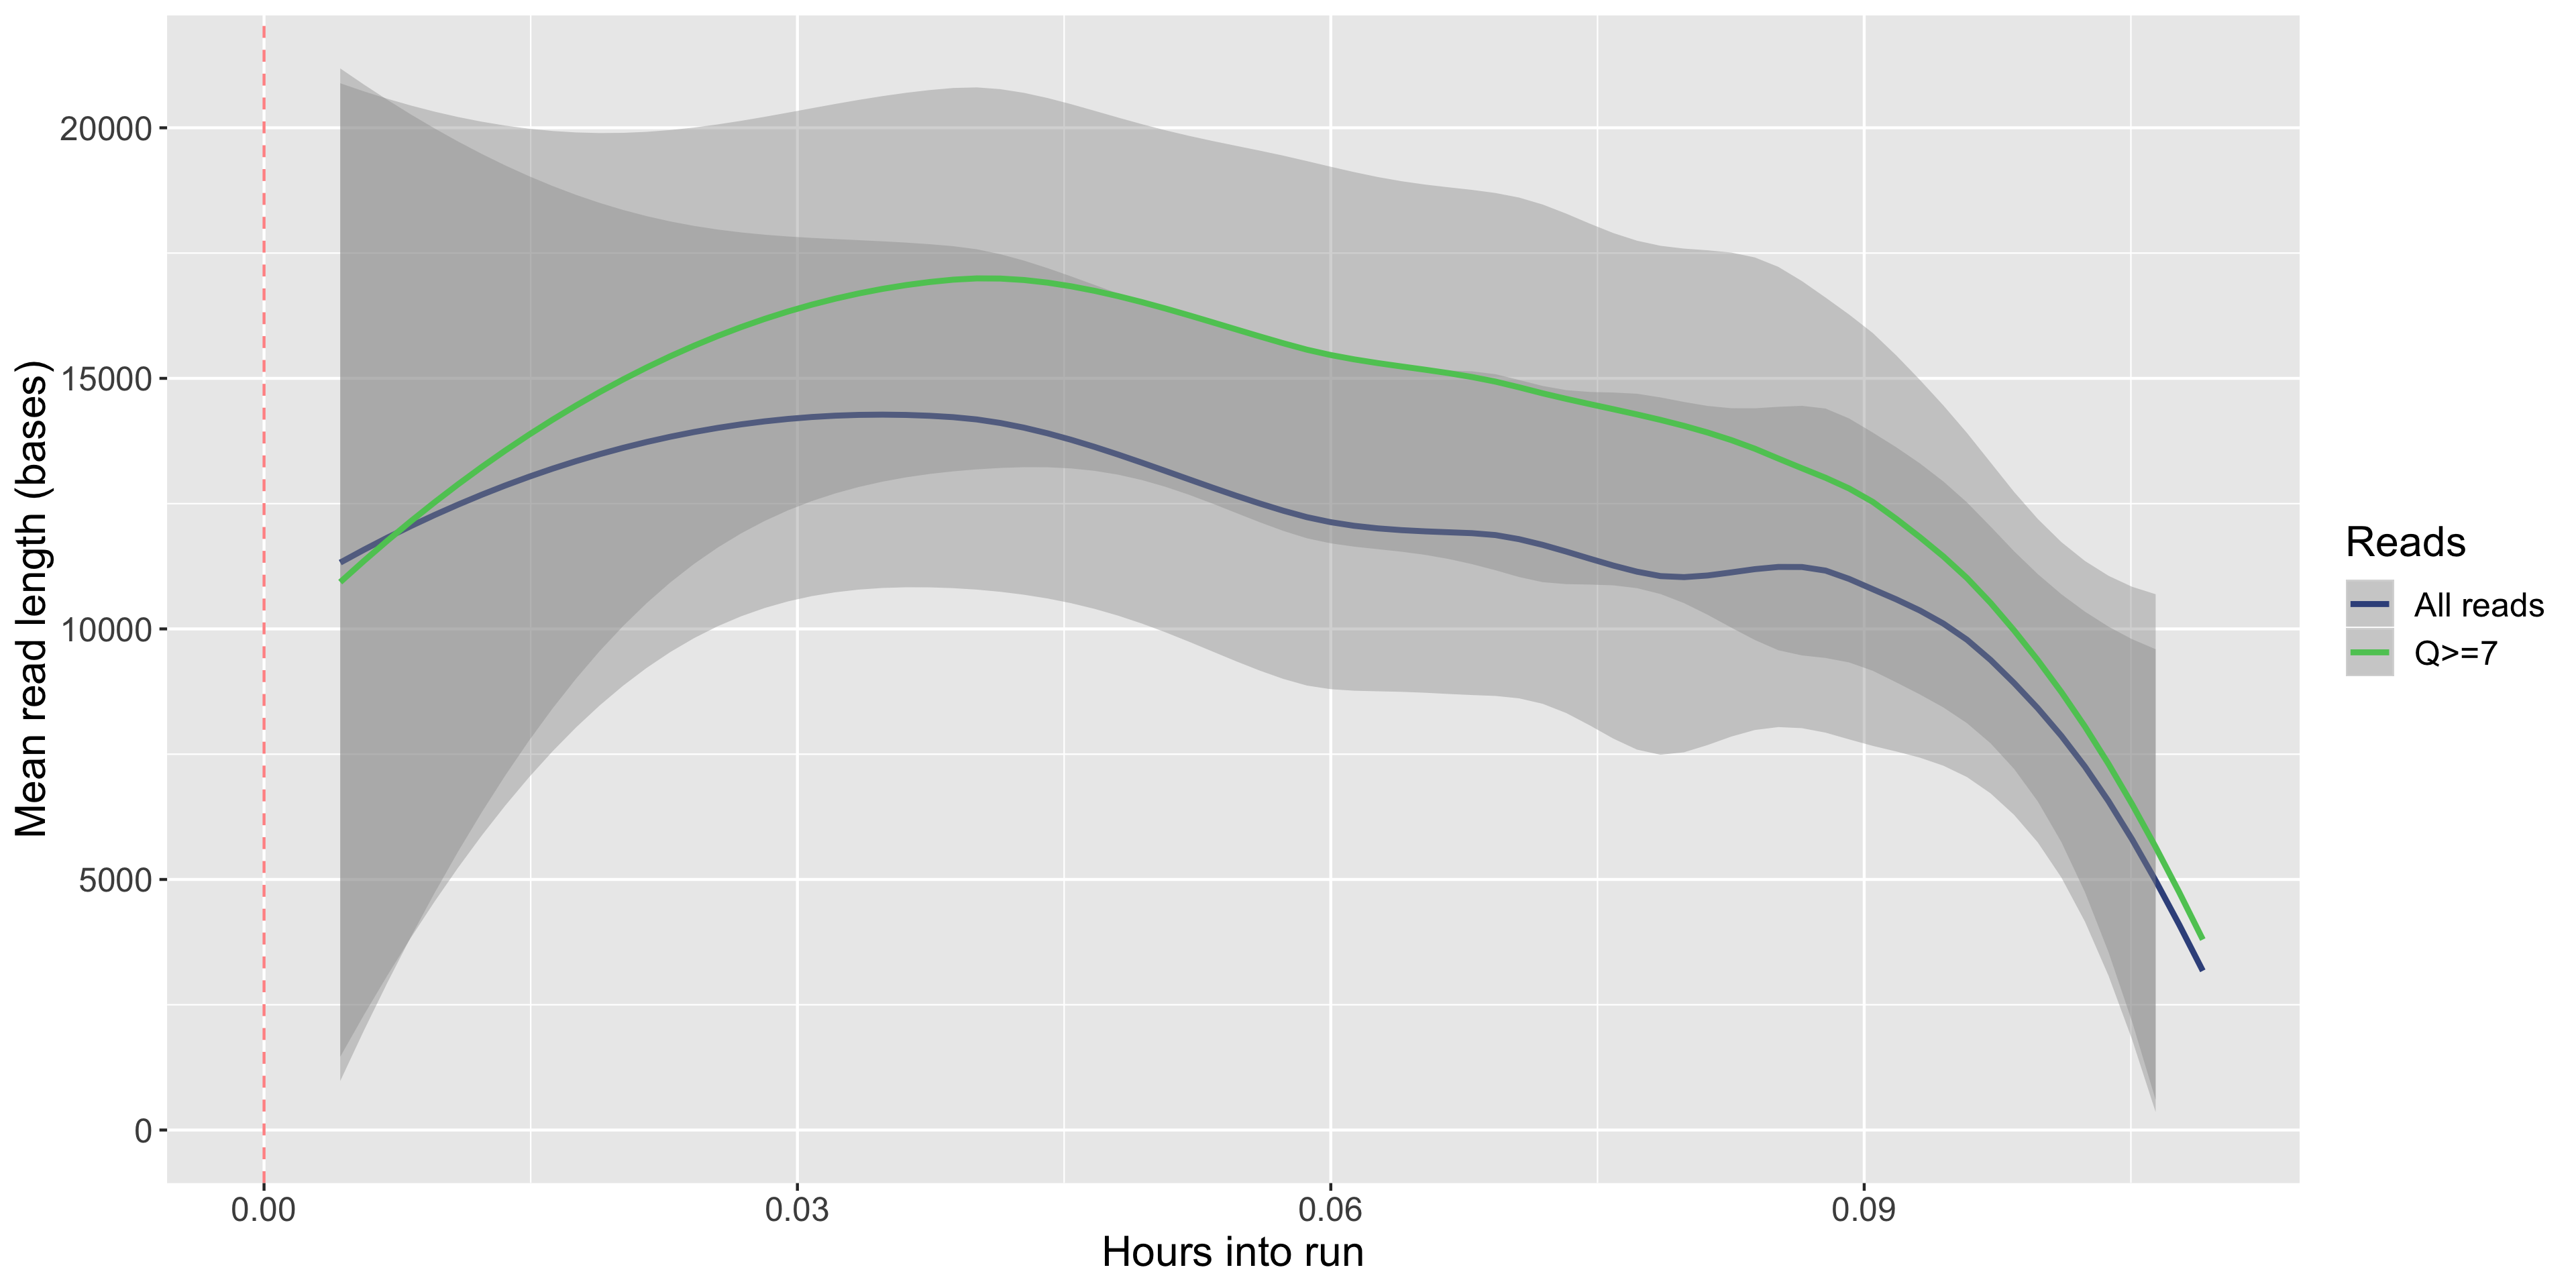 20000
15000
10000
5000
0
Mean read length (bases)
0.00
0.03
0.06
0.09
Hours into run
Reads
All reads
Q>=7